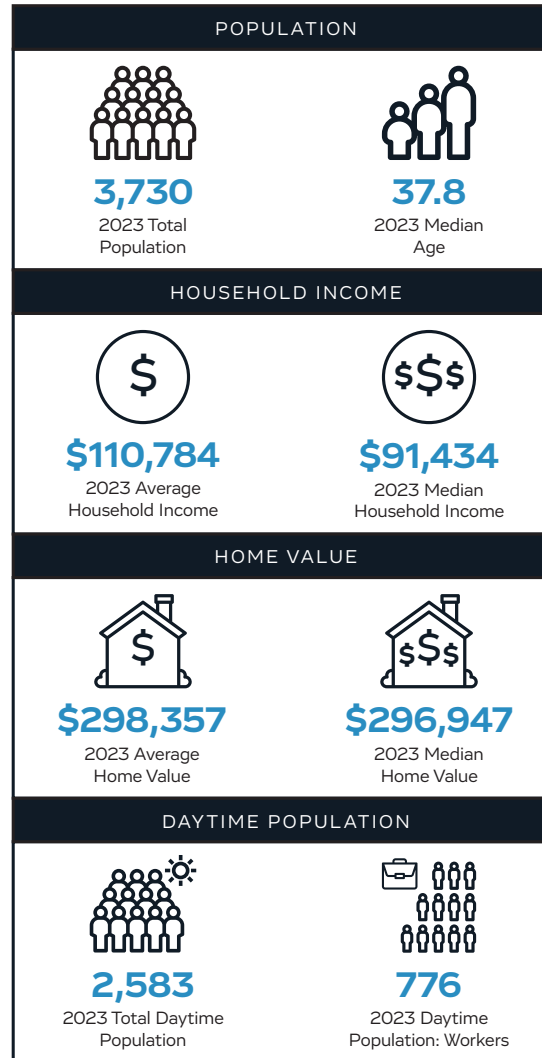 POPULATION
3,730
2023 Total
Population
37.8
2023 Median
Age
HOUSEHOLD INCOME
$
$110,784
2023 Average
Household Income
$$$
$91,434
2023 Median
Household Income
HOME VALUE
$
$298,357
2023 Average
Home Value
$$$
$296,947
2023 Median
Home Value
DAYTIME POPULATION
2,583
2023 Total Daytime
Population
776
2023 Daytime
Population: Workers